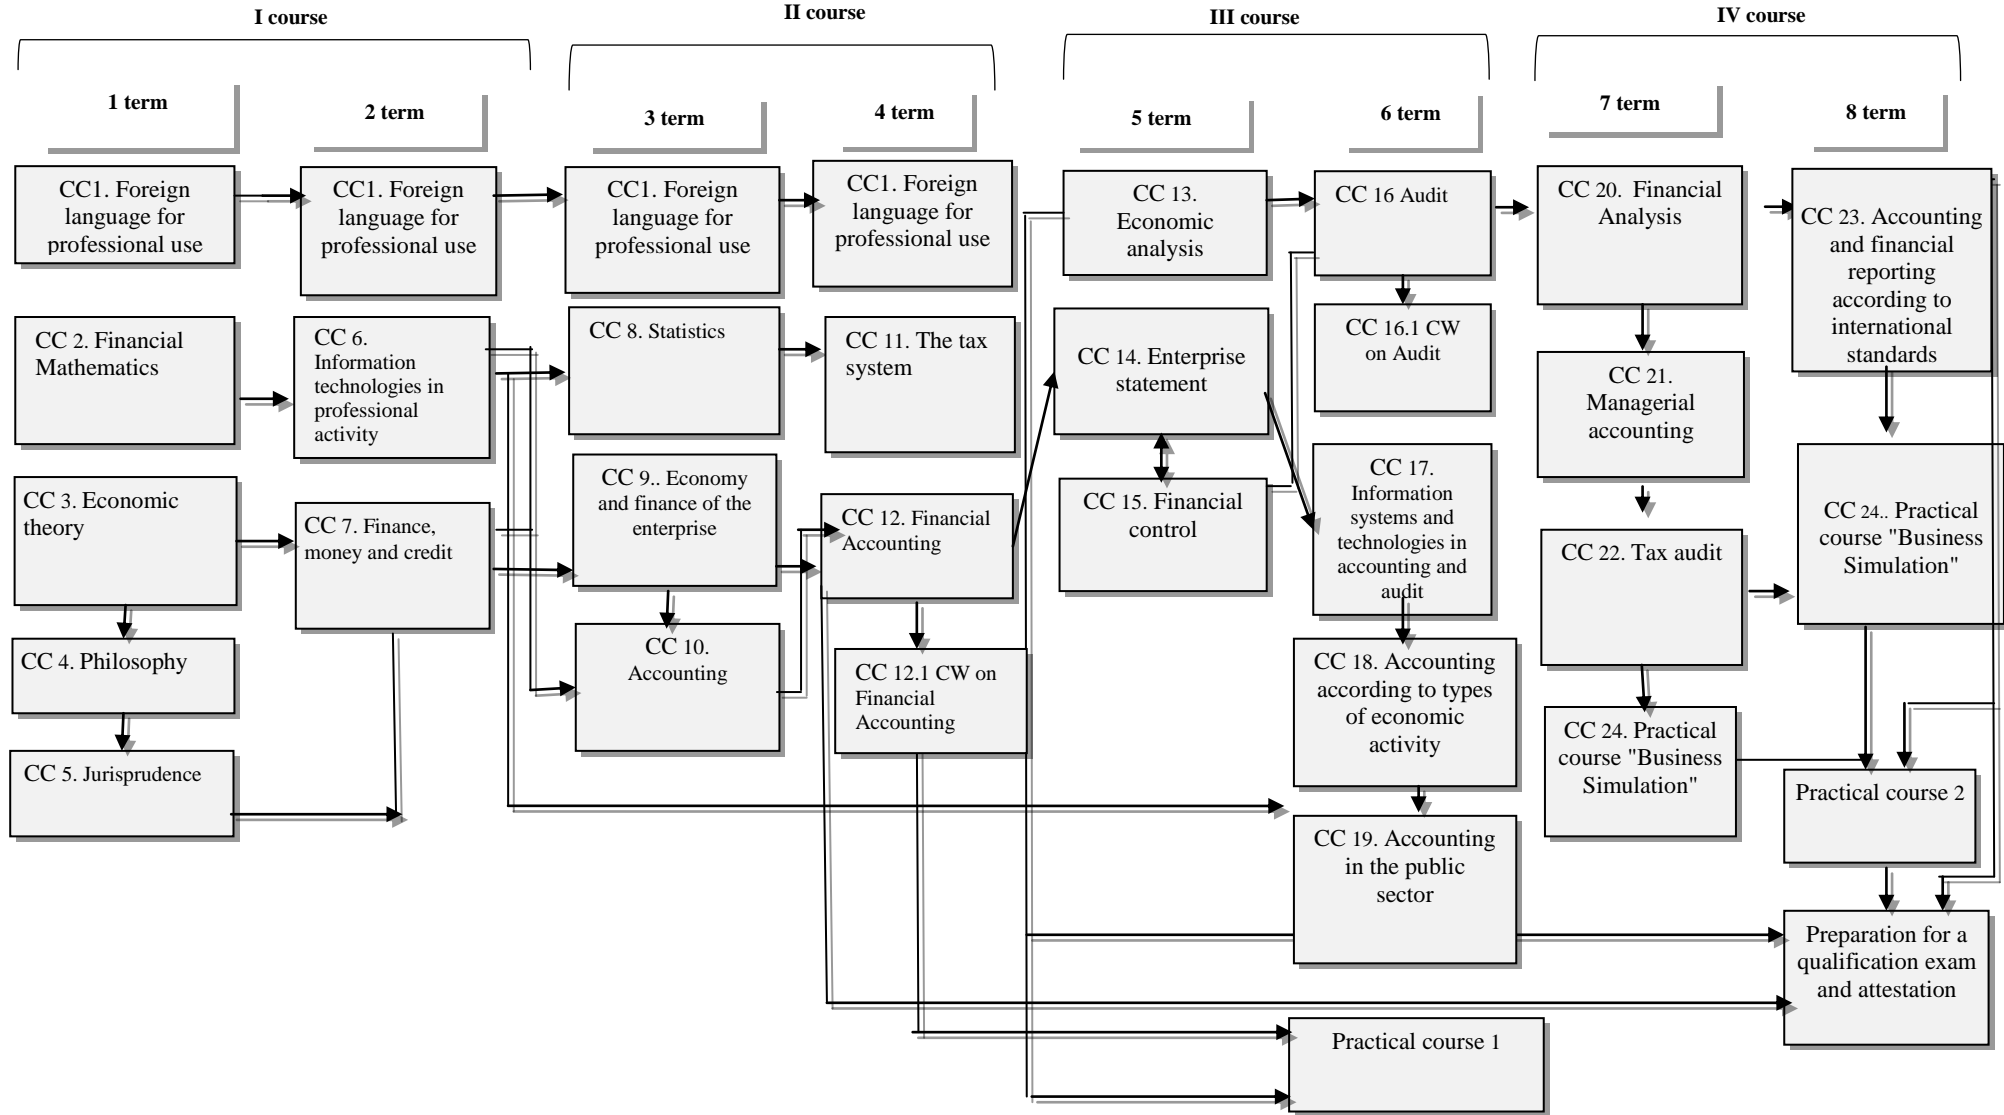 I course
II course
III course
IV course
1 term
2 term
3 term
4 term
5 term
6 term
7 term
8 term
CC1. Foreign
language for
professional use
CC 2. Financial
Mathematics
CC 3. Economic
theory
CC 4. Philosophy
CC 5. Jurisprudence
CC1. Foreign
language for
professional use
CC 6.
Information
technologies in
professional
activity
CC 7. Finance,
money and credit
CC1. Foreign
language for
professional use
CC 8. Statistics
CC 9.. Economy
and finance of the
enterprise
CC 10.
Accounting
CC1. Foreign
language for
professional use
CC 11. The tax
system
CC 12. Financial
Accounting
CC 12.1 CW on
Financial
Accounting
CC 13.
Economic
analysis
CC 14. Enterprise
statement
CC 15. Financial
control
CC 16 Audit
CC 16.1 CW
on Audit
CC 17.
Information
systems and
technologies in
accounting and
audit
CC 18. Accounting
according to types
of economic
activity
CC 19. Accounting
in the public
sector
Practical course 1
CC 20. Financial
Analysis
CC 21.
Managerial
accounting
CC 22. Tax audit
CC 24. Practical
course "Business
Simulation"
CC 23. Accounting
and financial
reporting
according to
international
standards
CC 24.. Practical
course "Business
Simulation"
Practical course 2
Preparation for a
qualification exam
and attestation